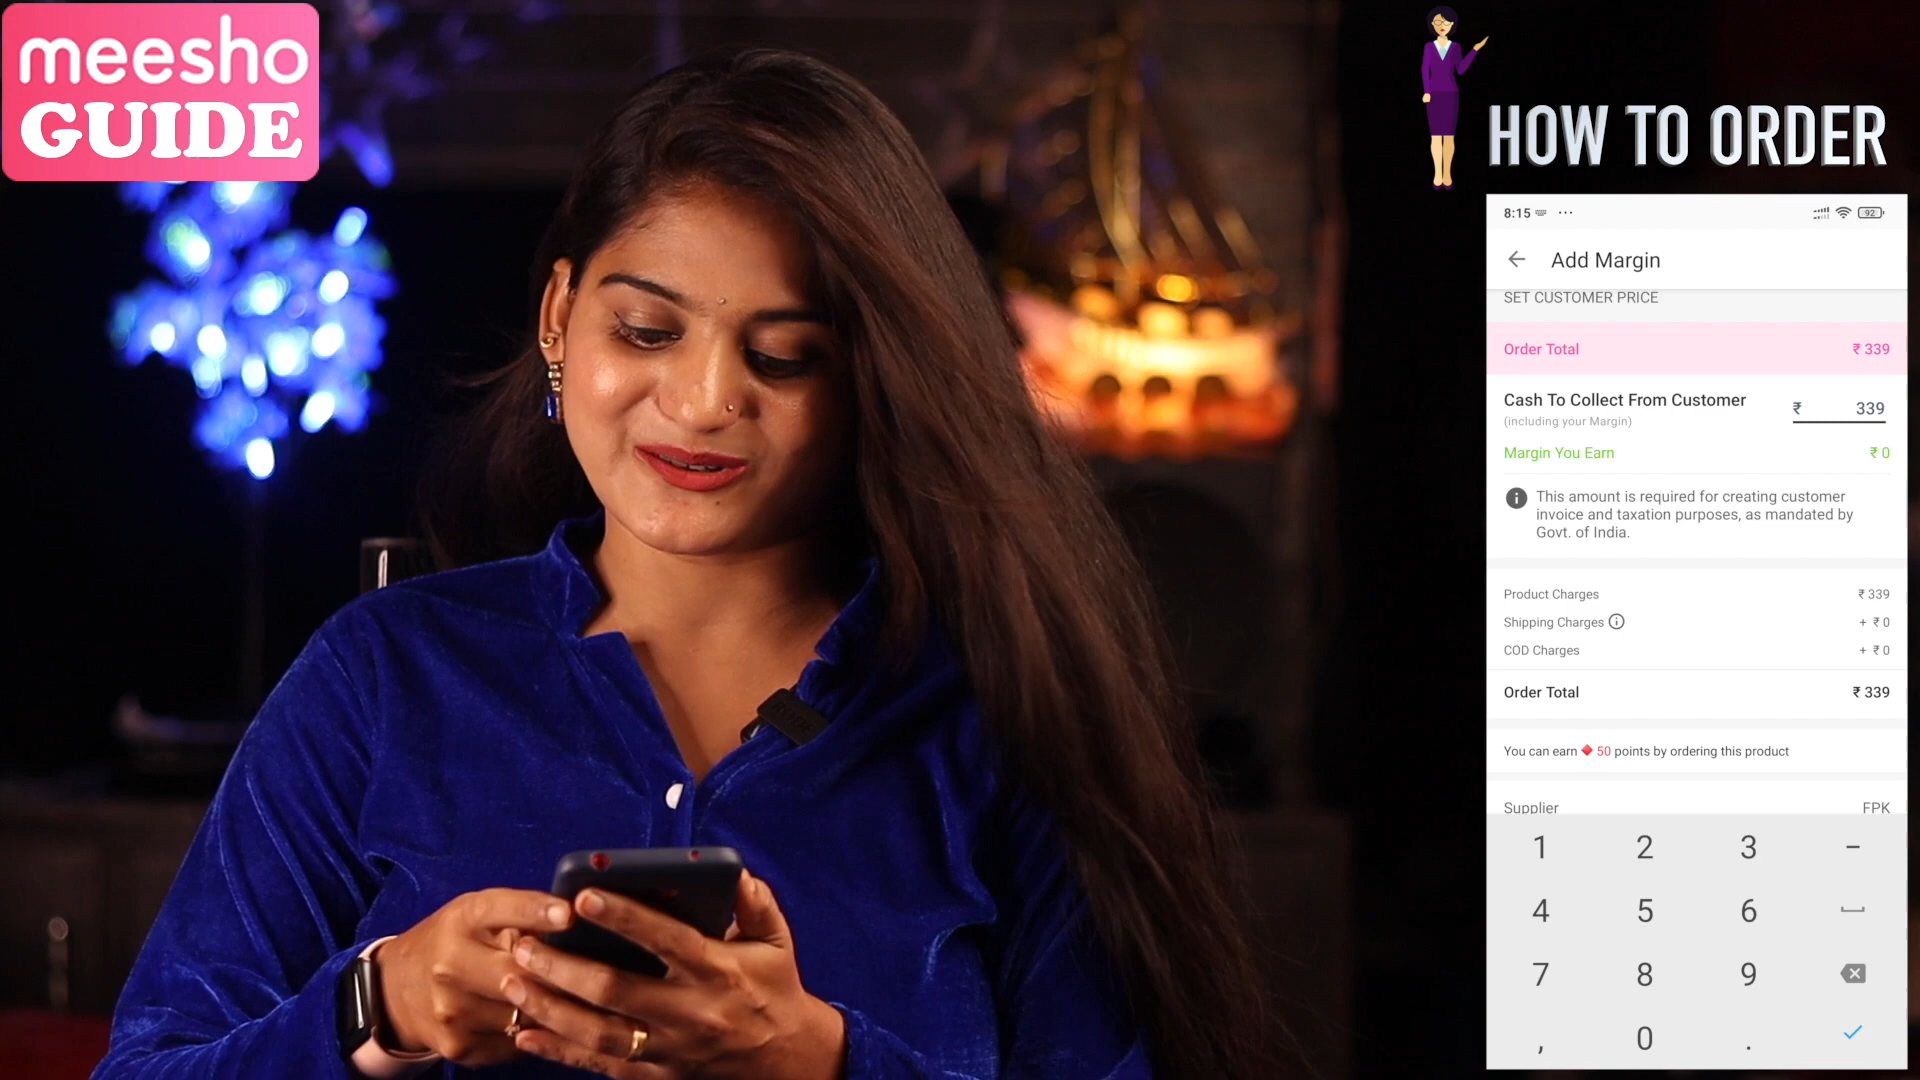 meesho
GUIDE
HOW TO ORDER
8:15 ...
92
Add Margin
SET CUSTOMER PRICE
Order Total ₹ 339
Cash To Collect From Customer ₹ 339
(including your Margin)
Margin You Earn ₹ 0
This amount is required for creating customer
invoice and taxation purposes, as mandated by
Govt. of India.
Product Charges ₹ 339
Shipping Charges + ₹ 0
COD Charges + ₹ 0
Order Total ₹ 339
You can earn 50 points by ordering this product
Supplier FPK
1 2 3 –
4 5 6
7 8 9
, 0 .